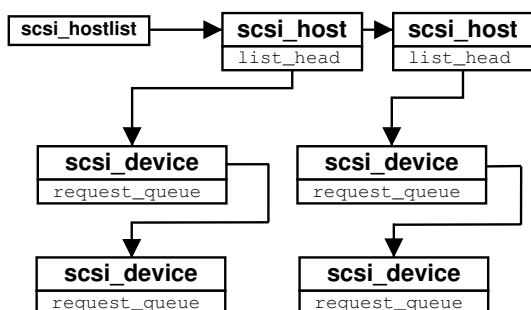 scsi_hostlist
scsi_host
scsi_host
list_head
list_head
scsi_device
scsi_device
request_queue
request_queue
scsi_device
scsi_device
request_queue
request_queue